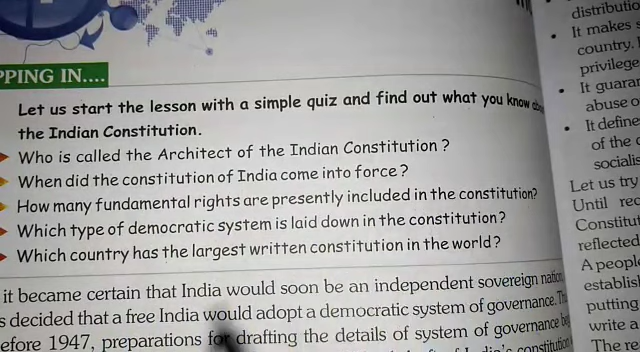 PPING IN....
Let us start the lesson with a simple quiz and find out what you know
the Indian Constitution.
Who is called the Architect of the Indian Constitution ?
When did the constitution of India come into force ?
How many fundamental rights are presently included in the constitution?
Which type of democratic system is laid down in the constitution?
Which country has the largest written constitution in the world?
it became certain that India would soon be an independent sovereign nation
s decided that a free India would adopt a democratic system of governance.
efore 1947, preparations for drafting the details of system of governance
distributio
• It makes s
country.
privilege
• It guaran
abuse o
• It define
of the c
socialis
Let us try
Until rec
Constitut
reflected
A people
establis
putting
write a
The re